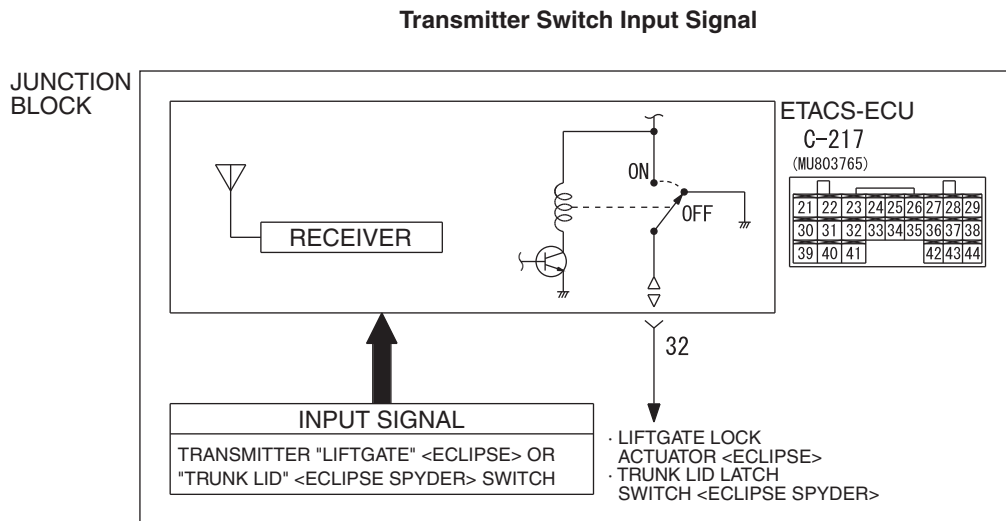 Transmitter Switch Input Signal
JUNCTION
BLOCK
ETACS-ECU
C-217
(MU803765)
ON
OFF
RECEIVER
21 22 23 24 25 26 27 28 29
30 31 32 33 34 35 36 37 38
39 40 41 42 43 44
32
INPUT SIGNAL
TRANSMITTER "LIFTGATE" <ECLIPSE> OR
"TRUNK LID" <ECLIPSE SPYDER> SWITCH
· LIFTGATE LOCK
ACTUATOR <ECLIPSE>
· TRUNK LID LATCH
SWITCH <ECLIPSE SPYDER>